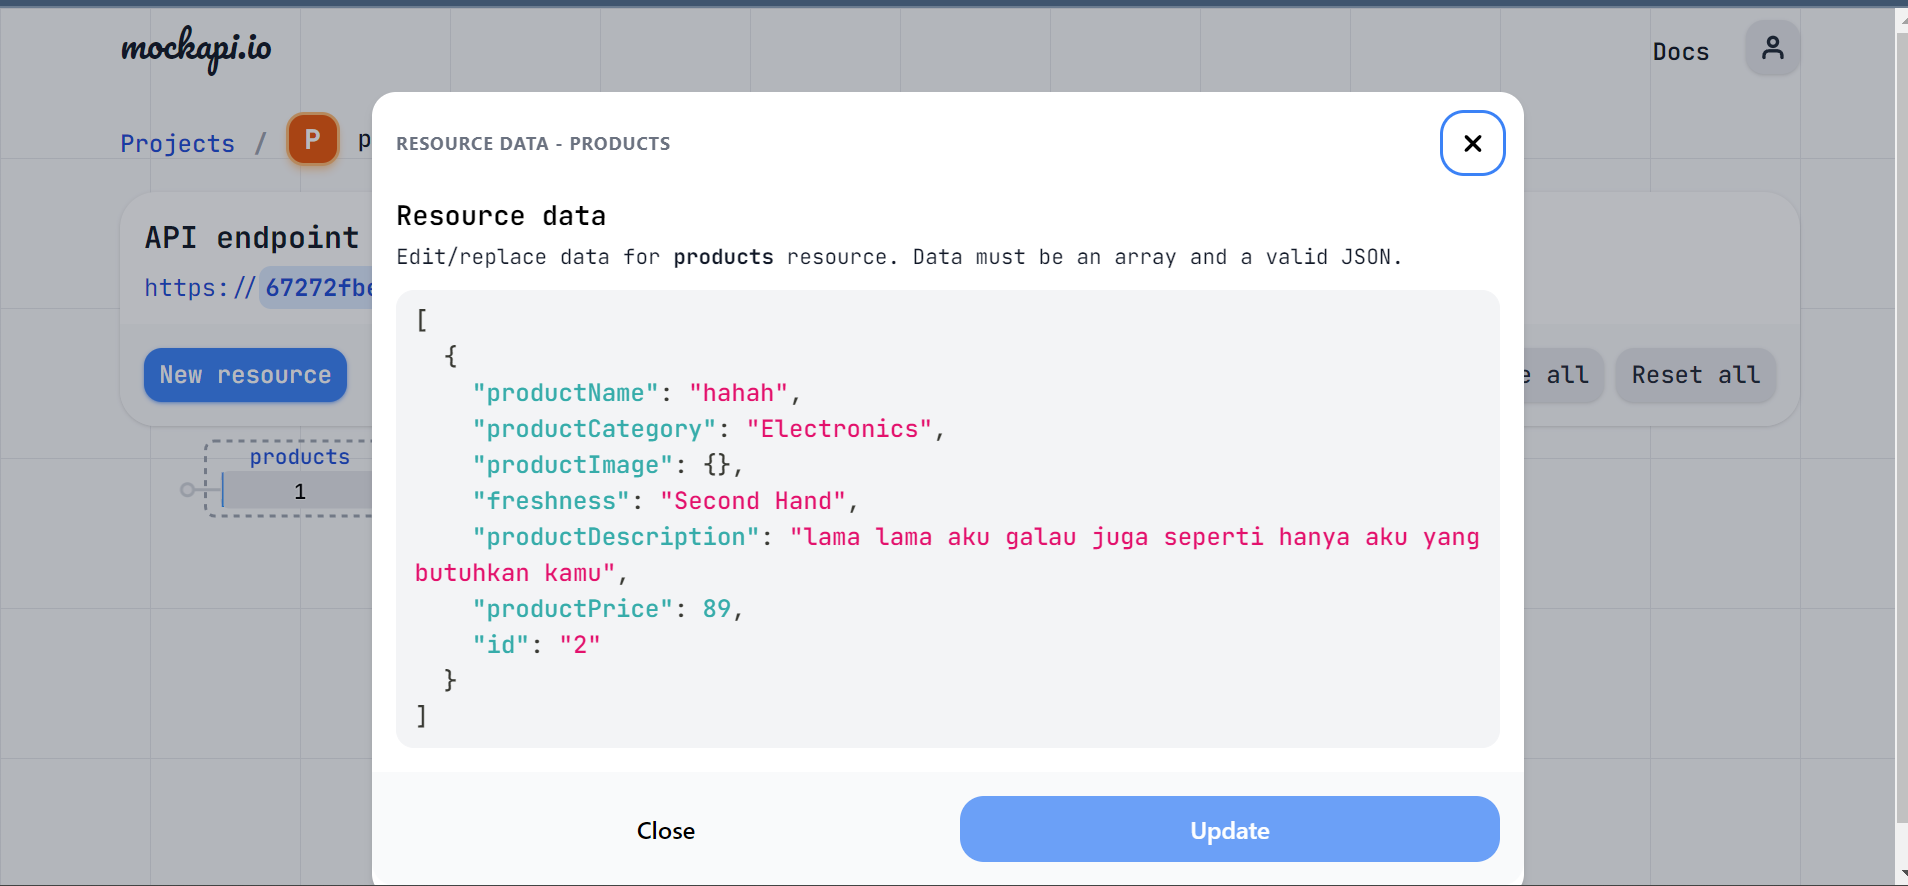 mockapi.io
Docs
Projects / P p
RESOURCE DATA - PRODUCTS
Resource data
Edit/replace data for products resource. Data must be an array and a valid JSON.
API endpoint
https://67272fbe
New resource
e all
Reset all
products
1
[
{
"productName": "hahah",
"productCategory": "Electronics",
"productImage": {},
"freshness": "Second Hand",
"productDescription": "lama lama aku galau juga seperti hanya aku yang
butuhkan kamu",
"productPrice": 89,
"id": "2"
}
]
Close
Update